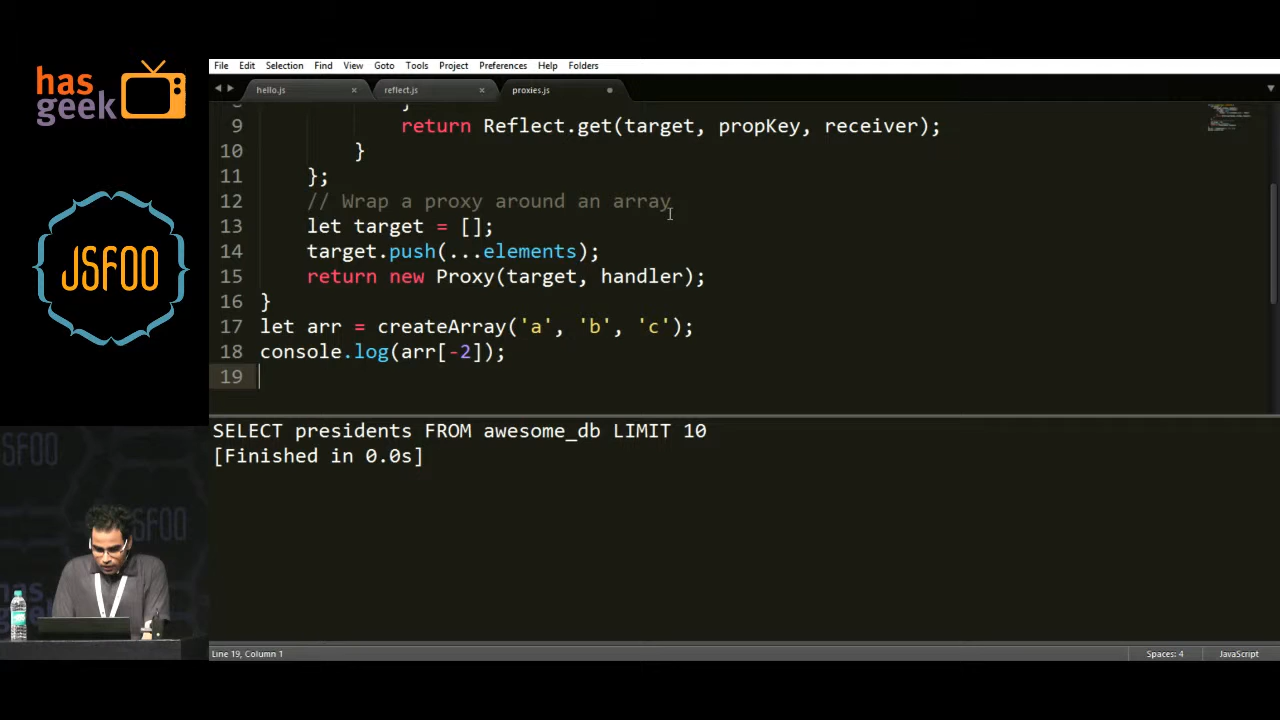 has
geek
JSFOO
File Edit Selection Find View Goto Tools Project Preferences Help Folders
hello.js × reflect.js × proxies.js
9 return Reflect.get(target, propKey, receiver);
10 }
11 };
12 // Wrap a proxy around an array
13 let target = [];
14 target.push(...elements);
15 return new Proxy(target, handler);
16 }
17 let arr = createArray('a', 'b', 'c');
18 console.log(arr[-2]);
19
SELECT presidents FROM awesome_db LIMIT 10
[Finished in 0.0s]
JSFOO
JSFOO
has
geek
Line 19, Column 1 Spaces: 4 JavaScript